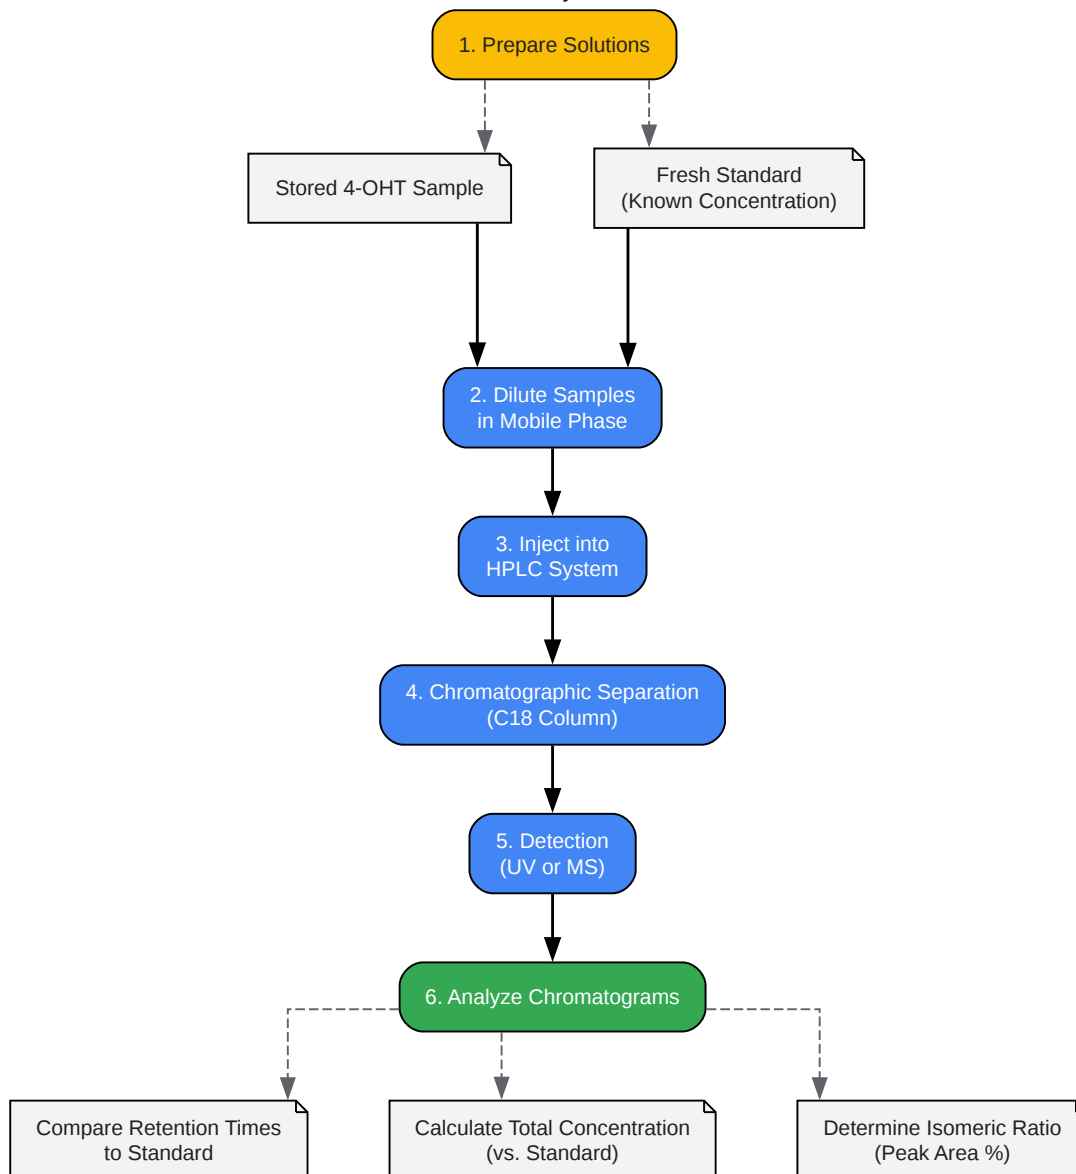 1. Prepare Solutions
Stored 4-OHT Sample
Fresh Standard
(Known Concentration)
2. Dilute Samples
in Mobile Phase
3. Inject into
HPLC System
4. Chromatographic Separation
(C18 Column)
5. Detection
(UV or MS)
6. Analyze Chromatograms
Compare Retention Times
to Standard
Calculate Total Concentration
(vs. Standard)
Determine Isomeric Ratio
(Peak Area %)